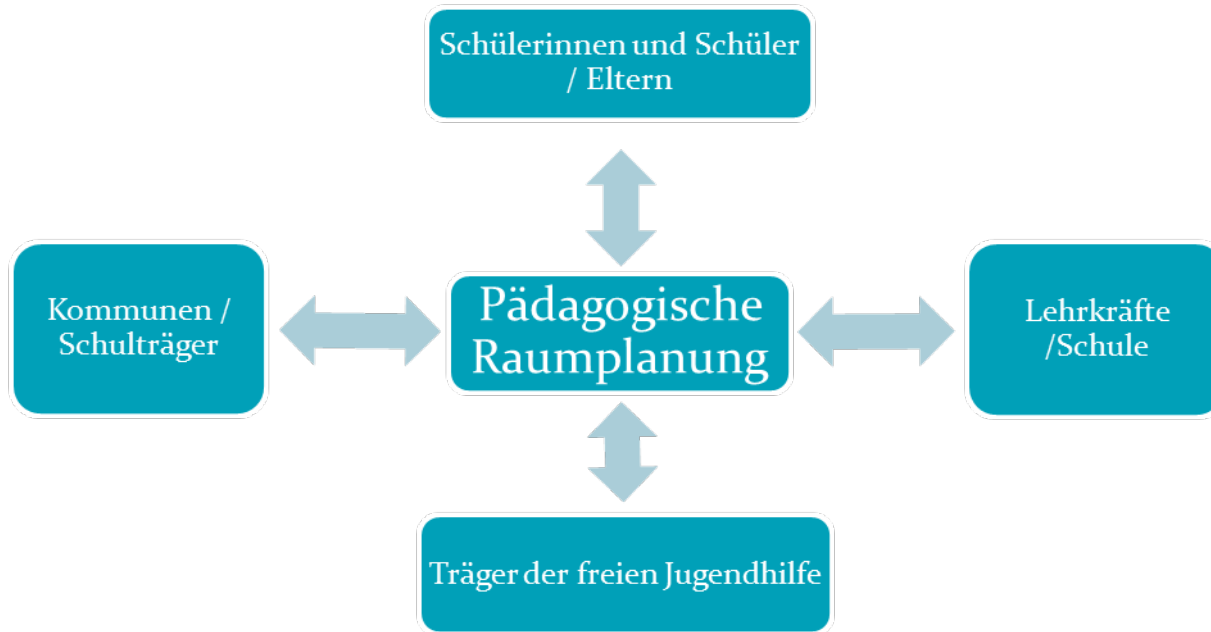 Schülerinnen und Schüler
/ Eltern
Kommunen /
Schulträger
Pädagogische
Raumplanung
Lehrkräfte
/Schule
Träger der freien Jugendhilfe